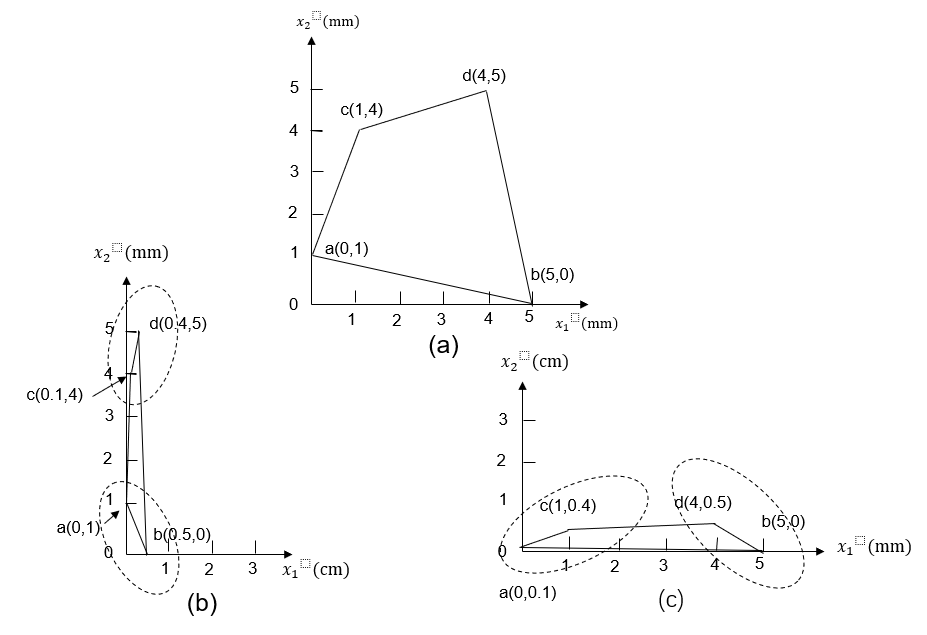 x₂□(mm)
5
4
3
2
1
0
d(4,5)
c(1,4)
a(0,1)
b(5,0)
1 2 3 4 5
x₁□(mm)
(a)
x₂□(mm)
5
4
3
2
1
0
d(0.4,5)
c(0.1,4)
a(0,1)
b(0.5,0)
1 2 3
x₁□(cm)
(b)
x₂□(cm)
3
2
1
0
c(1,0.4)
d(4,0.5)
b(5,0)
1 2 3 4 5
x₁□(mm)
a(0,0.1)
(c)